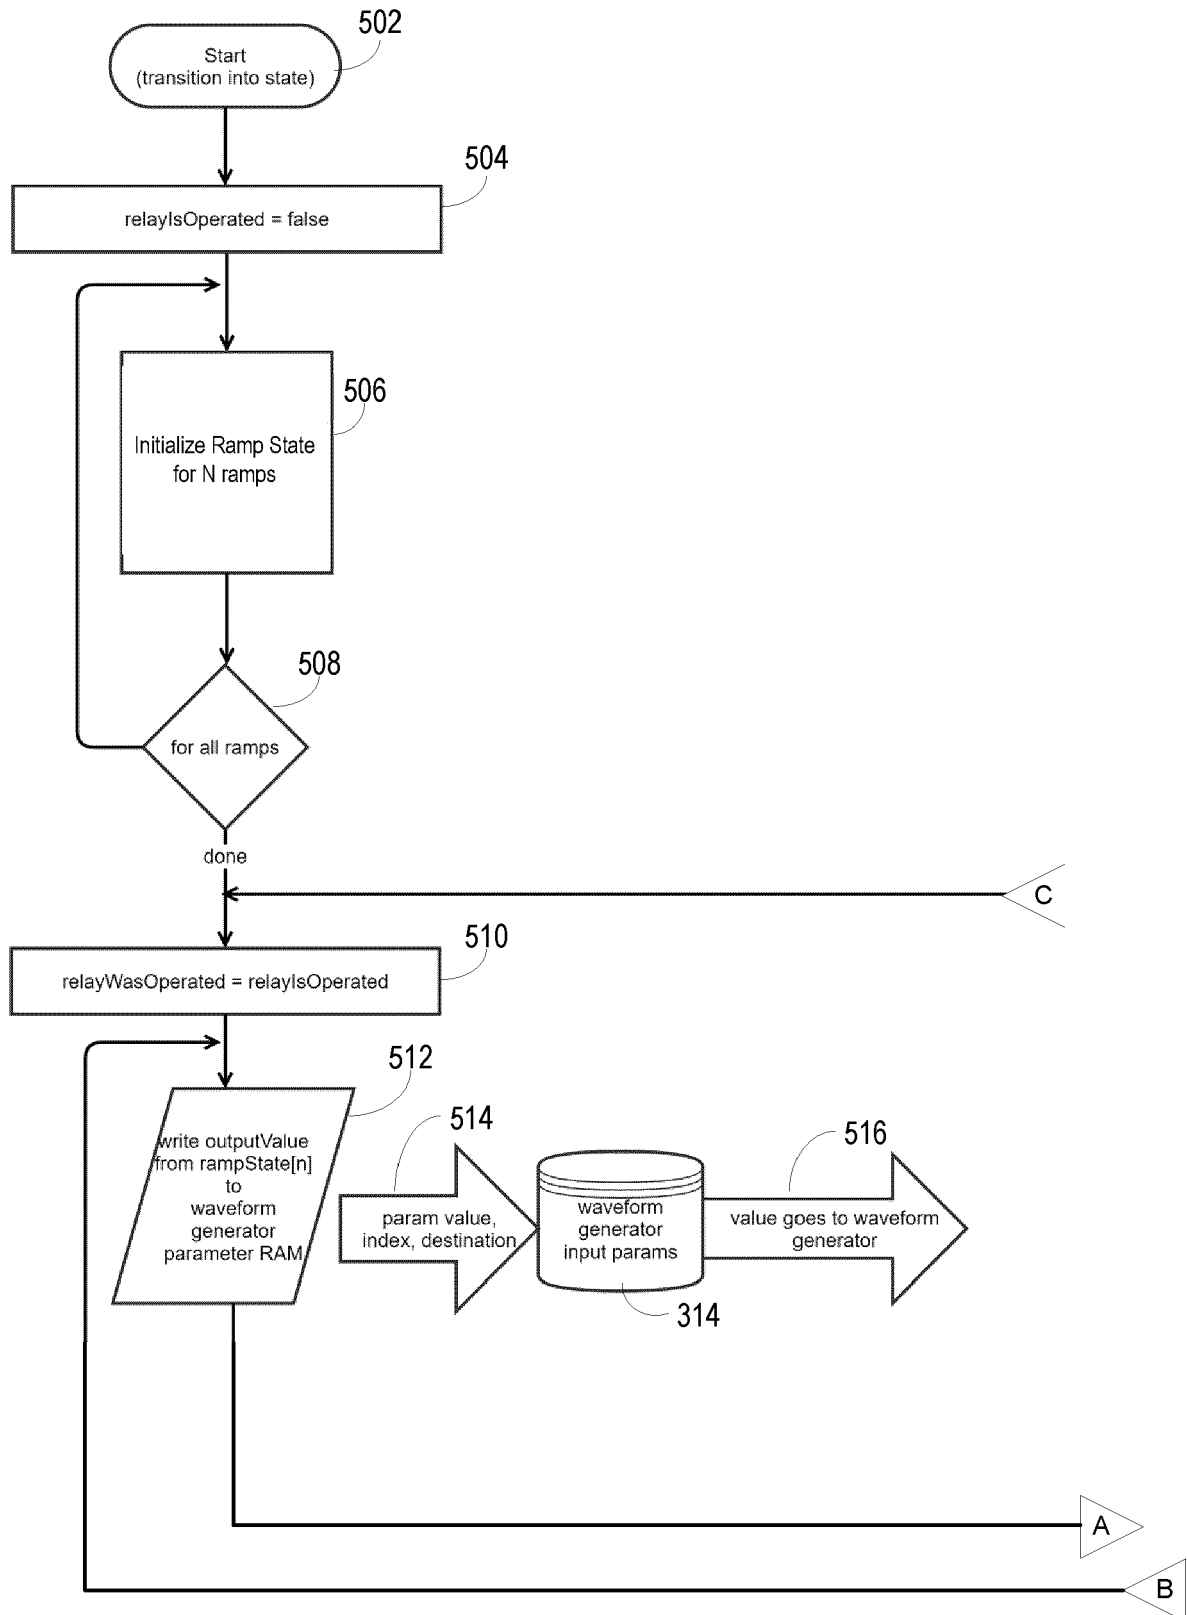 502
Start
(transition into state)
504
relayIsOperated = false
506
Initialize Ramp State
for N ramps
508
for all ramps
done
C
510
relayWasOperated = relayIsOperated
512
write outputValue
from rampState[n]
to
waveform
generator
parameter RAM
514
param value,
index, destination
waveform
generator
input params
314
516
value goes to waveform
generator
A
B